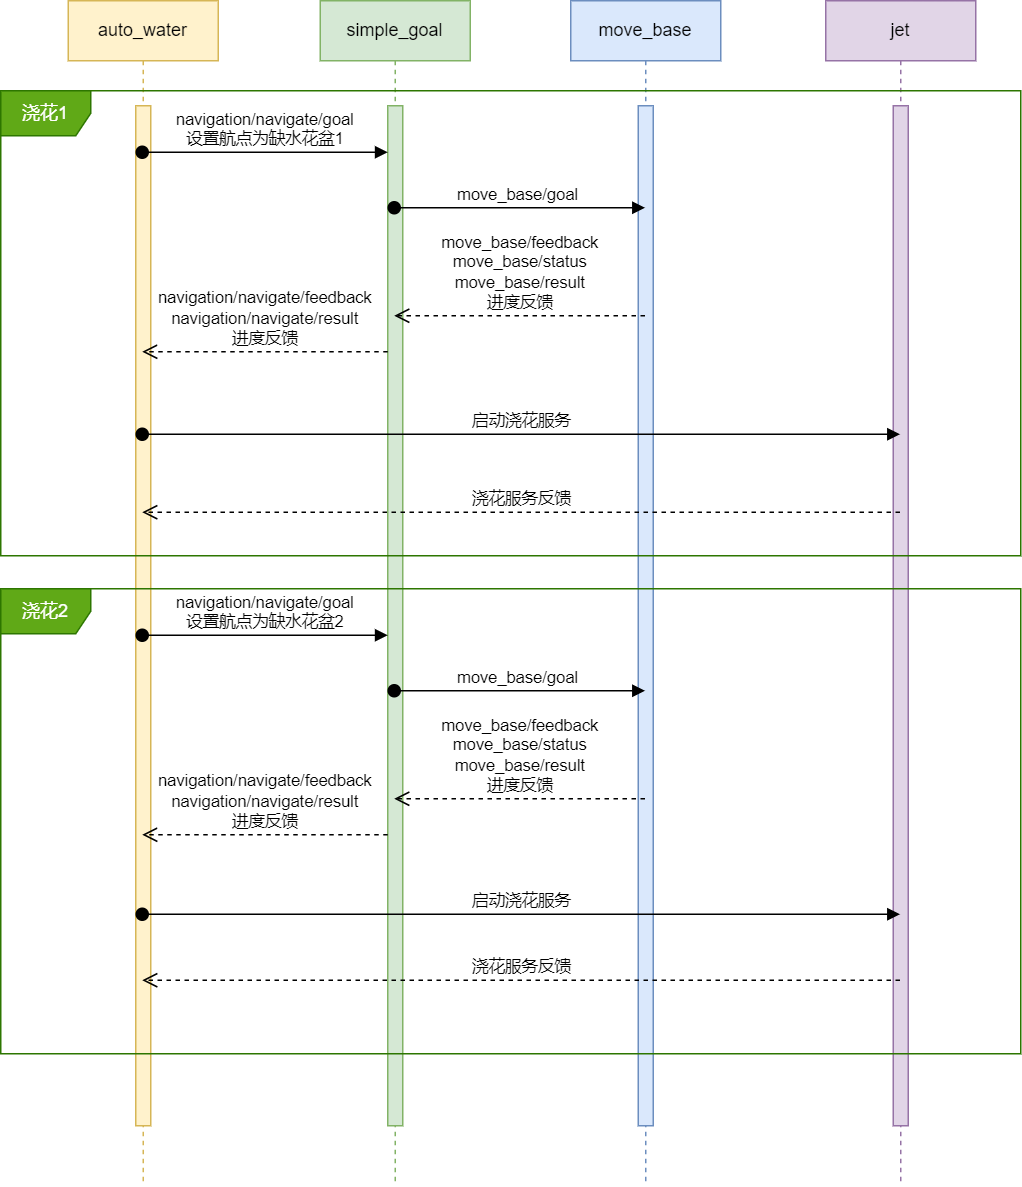 auto_water
simple_goal
move_base
jet
浇花1
navigation/navigate/goal
设置航点为缺水花盆1
move_base/goal
move_base/feedback
move_base/status
move_base/result
进度反馈
navigation/navigate/feedback
navigation/navigate/result
进度反馈
启动浇花服务
浇花服务反馈
浇花2
navigation/navigate/goal
设置航点为缺水花盆2
move_base/goal
move_base/feedback
move_base/status
move_base/result
进度反馈
navigation/navigate/feedback
navigation/navigate/result
进度反馈
启动浇花服务
浇花服务反馈